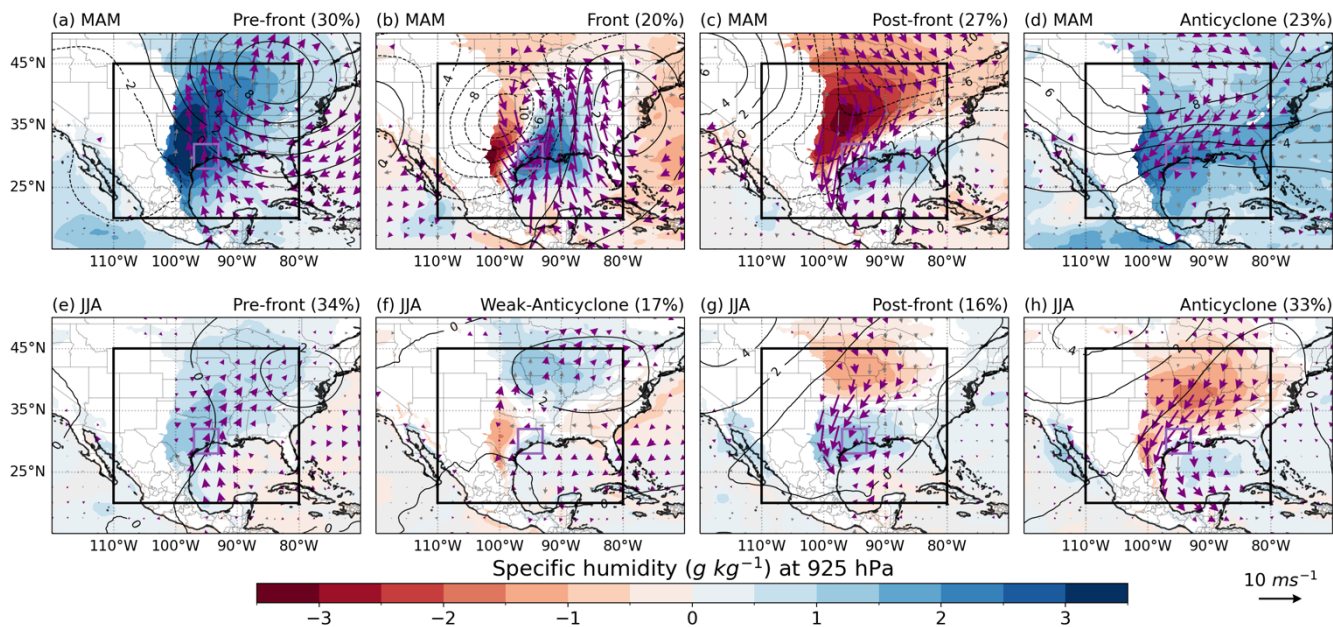 (a) MAM Pre-front (30%)
(b) MAM Front (20%)
(c) MAM Post-front (27%)
(d) MAM Anticyclone (23%)
45°N
35°N
25°N
110°W 100°W 90°W 80°W
110°W 100°W 90°W 80°W
110°W 100°W 90°W 80°W
110°W 100°W 90°W 80°W
(e) JJA Pre-front (34%)
(f) JJA Weak-Anticyclone (17%)
(g) JJA Post-front (16%)
(h) JJA Anticyclone (33%)
45°N
35°N
25°N
110°W 100°W 90°W 80°W
110°W 100°W 90°W 80°W
110°W 100°W 90°W 80°W
110°W 100°W 90°W 80°W
Specific humidity (g kg⁻¹) at 925 hPa
−3 −2 −1 0 1 2 3
10 ms⁻¹